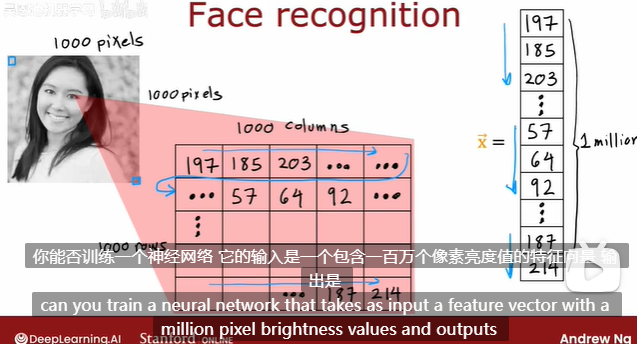 Face recognition
1000 pixels
1000 pixels
1000 columns
197 185 203 ... ...
... 57 64 92 ...
⋮
1000 rows
... 187 214
x⃗ =
197
185
203
⋮
57
64
92
⋮
187
214
1 million
你能否训练一个神经网络 它的输入是一个包含一百万个像素亮度值的特征向量 输
出是
can you train a neural network that takes as input a feature vector with a
million pixel brightness values and outputs
DeepLearning.AI Stanford ONLINE Andrew Ng